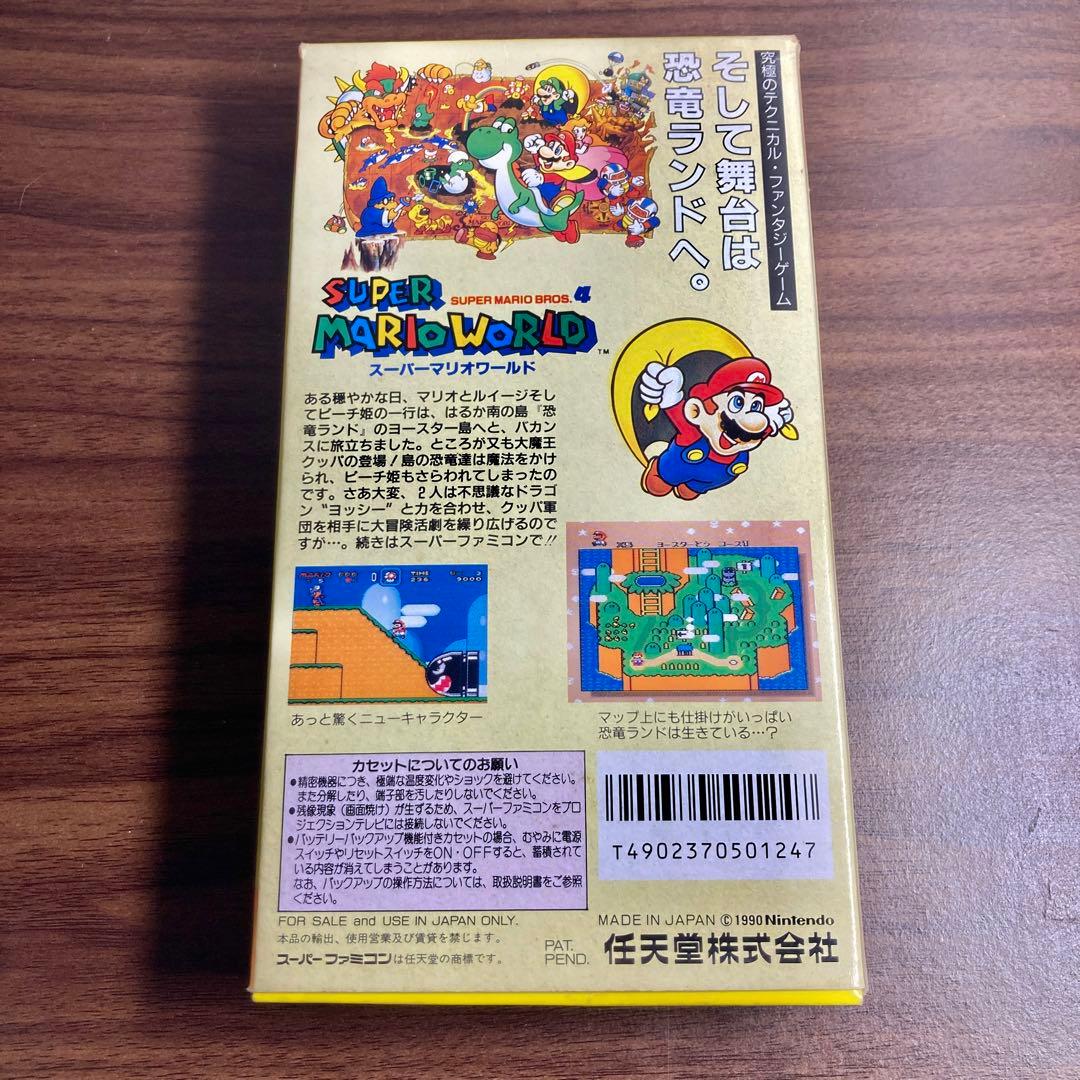 究極のテクニカル・ファンタジーゲーム
そして舞台は
恐竜ランドへ。
SUPER
SUPER MARIO BROS.4
MARIO WORLD™
スーパーマリオワールド
ある穏やかな日、マリオとルイージそし
てピーチ姫の一行は、はるか南の島『恐
竜ランド』のヨースター島へと、バカン
スに旅立ちました。ところが又も大魔王
クッパの登場！島の恐竜達は魔法をかけ
られ、ピーチ姫もさらわれてしまったの
です。さあ大変、2人は不思議なドラゴ
ン“ヨッシー”と力を合わせ、クッパ軍
団を相手に大冒険活劇を繰り広げるので
すが…。続きはスーパーファミコンで!!
TIME
236
9000
ヨースターとう コース1
あっと驚くニューキャラクター
マップ上にも仕掛けがいっぱい
恐竜ランドは生きている…？
カセットについてのお願い
●精密機器につき、極端な温度変化やショックを避けてください。
また分解したり、端子部を汚したりしないでください。
●残像現象（画面焼け）が生ずるため、スーパーファミコンをプロ
ジェクションテレビには接続しないでください。
●バッテリーバックアップ機能付きカセットの場合、むやみに電源
スイッチやリセットスイッチをON・OFFすると、蓄積されて
いる内容が消えてしまうことがあります。
なお、バックアップの操作方法については、取扱説明書をご参照
ください。
T4902370501247
FOR SALE and USE IN JAPAN ONLY.
本品の輸出、使用営業及び賃貸を禁じます。
スーパーファミコンは任天堂の商標です。
PAT.
PEND.
MADE IN JAPAN ©1990 Nintendo
任天堂株式会社